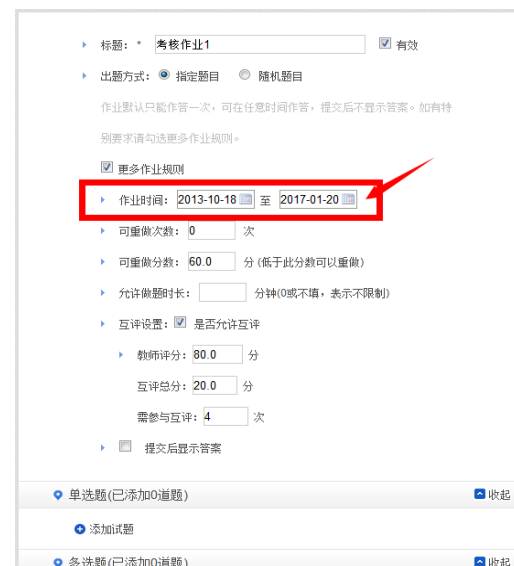 标题: * 考核作业1 有效
出题方式: 指定题目 随机题目
作业默认只能作答一次，可在任意时间作答，提交后不显示答案。如有特
别要求请勾选更多作业规则。
更多作业规则
作业时间: 2013-10-18 至 2017-01-20
可重做次数: 0 次
可重做分数: 60.0 分(低于此分数可以重做)
允许做题时长: 分钟(0或不填，表示不限制)
互评设置: 是否允许互评
教师评分: 80.0 分
互评总分: 20.0 分
需参与互评: 4 次
提交后显示答案
单选题(已添加0道题) 收起
添加试题
多选题(已添加0道题) 收起